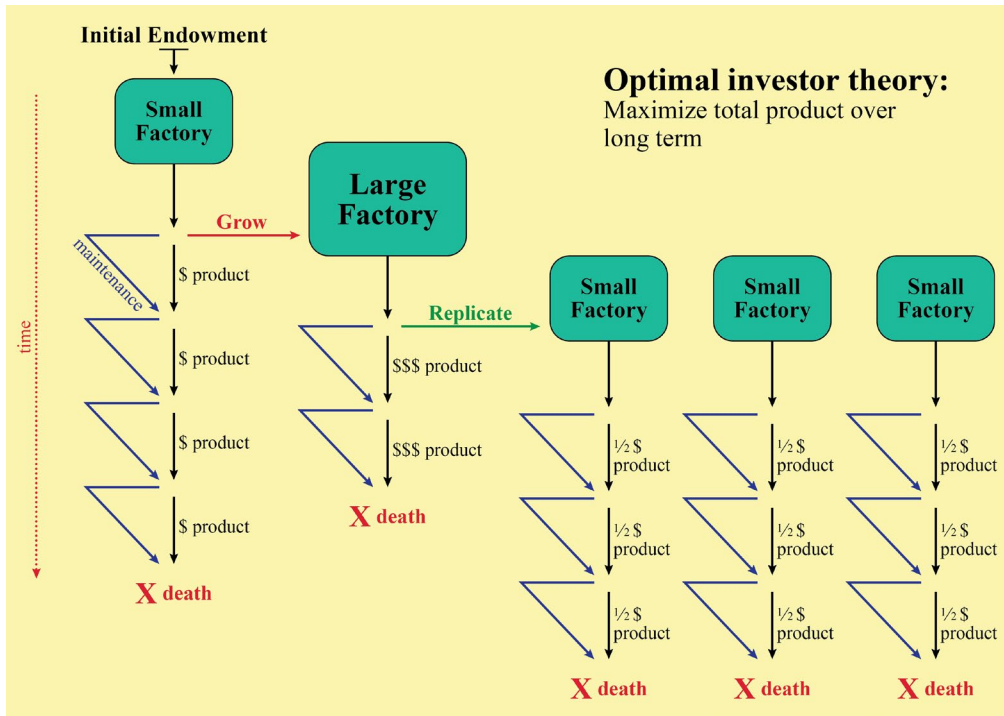 Initial Endowment
Optimal investor theory:
Maximize total product over
long term
Small
Factory
Large
Factory
Grow
maintenance
$ product
time
Small
Factory
Small
Factory
Small
Factory
Replicate
$ product
$$$ product
$ product
$$$ product
½ $
product
½ $
product
½ $
product
X death
$ product
½ $
product
½ $
product
½ $
product
X death
½ $
product
½ $
product
½ $
product
X death
X death
X death